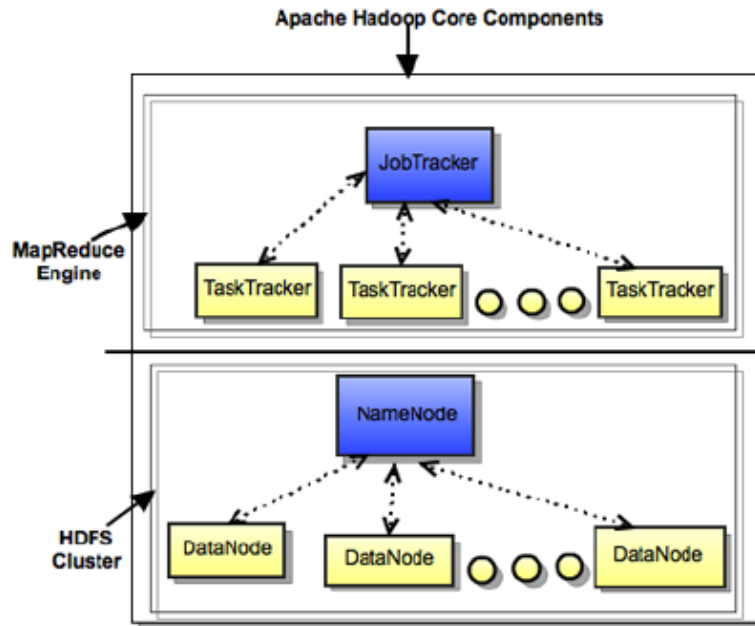 Apache Hadoop Core Components
JobTracker
MapReduce
Engine
TaskTracker
TaskTracker
TaskTracker
NameNode
HDFS
Cluster
DataNode
DataNode
DataNode